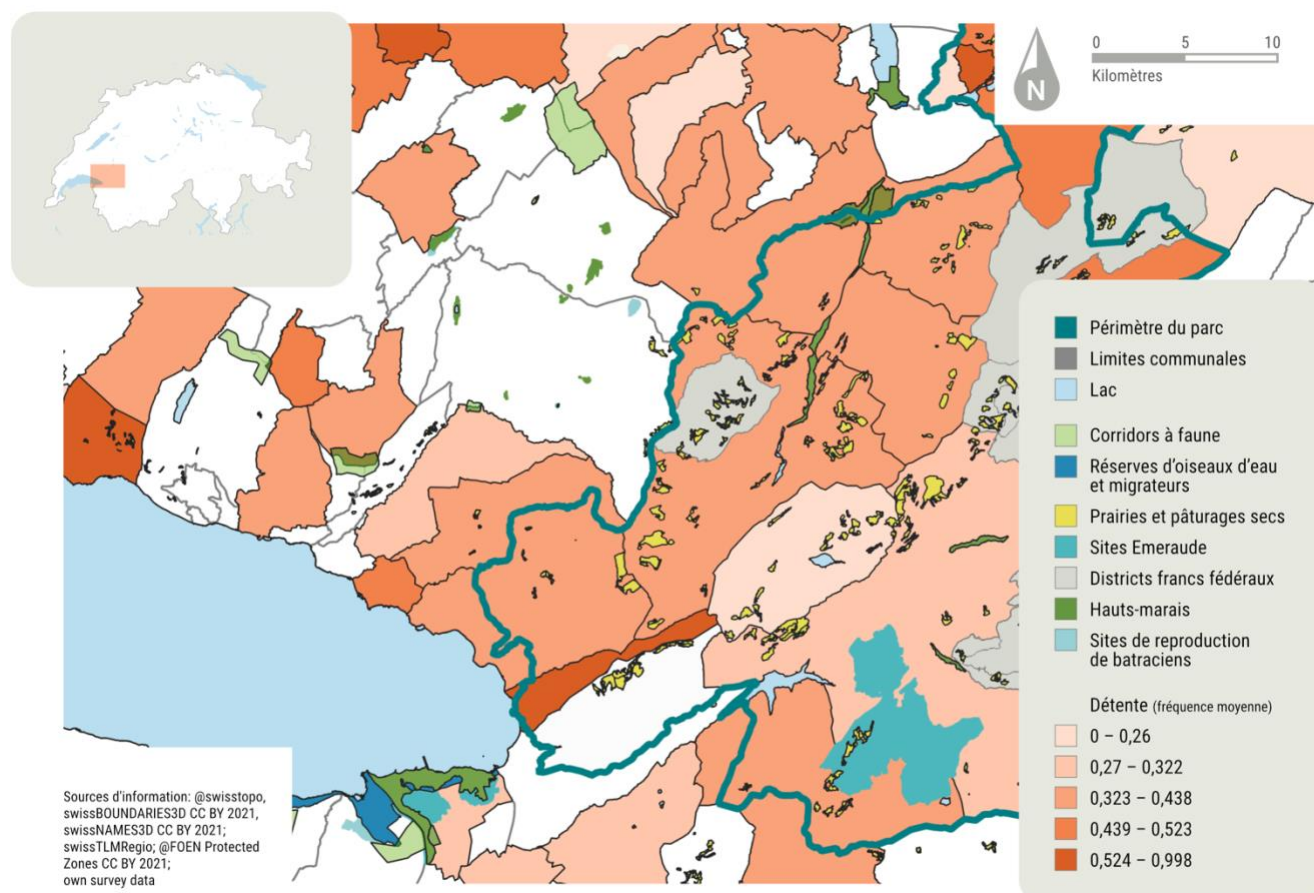 N
0 5 10
Kilomètres
Périmètre du parc
Limites communales
Lac
Corridors à faune
Réserves d'oiseaux d'eau
et migrateurs
Prairies et pâturages secs
Sites Emeraude
Districts francs fédéraux
Hauts-marais
Sites de reproduction
de batraciens
Détente (fréquence moyenne)
0 – 0,26
0,27 – 0,322
0,323 – 0,438
0,439 – 0,523
0,524 – 0,998
Sources d'information: @swisstopo,
swissBOUNDARIES3D CC BY 2021,
swissNAMES3D CC BY 2021;
swissTLMRegio; @FOEN Protected
Zones CC BY 2021;
own survey data